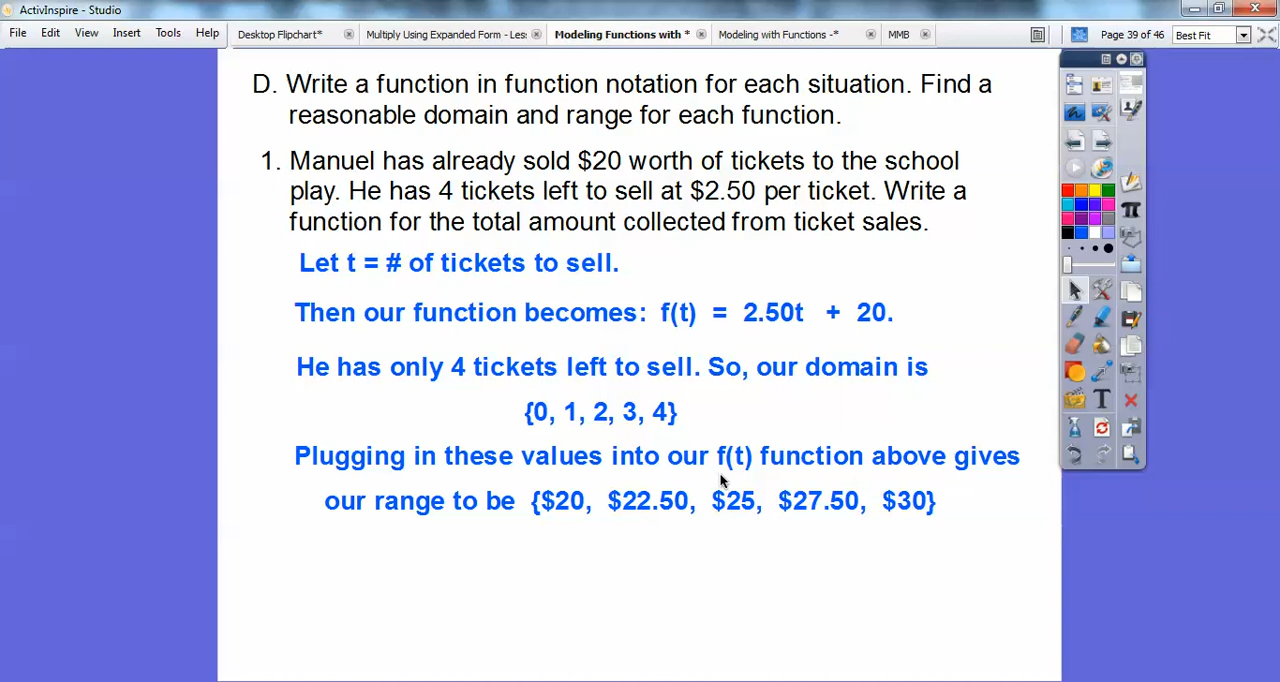 ActivInspire - Studio
File Edit View Insert Tools Help
Desktop Flipchart* Multiply Using Expanded Form - Les Modeling Functions with * Modeling with Functions -* MMB Page 39 of 46 Best Fit
D. Write a function in function notation for each situation. Find a
reasonable domain and range for each function.
1. Manuel has already sold $20 worth of tickets to the school
play. He has 4 tickets left to sell at $2.50 per ticket. Write a
function for the total amount collected from ticket sales.
Let t = # of tickets to sell.
Then our function becomes: f(t) = 2.50t + 20.
He has only 4 tickets left to sell. So, our domain is
{0, 1, 2, 3, 4}
Plugging in these values into our f(t) function above gives
our range to be {$20, $22.50, $25, $27.50, $30}